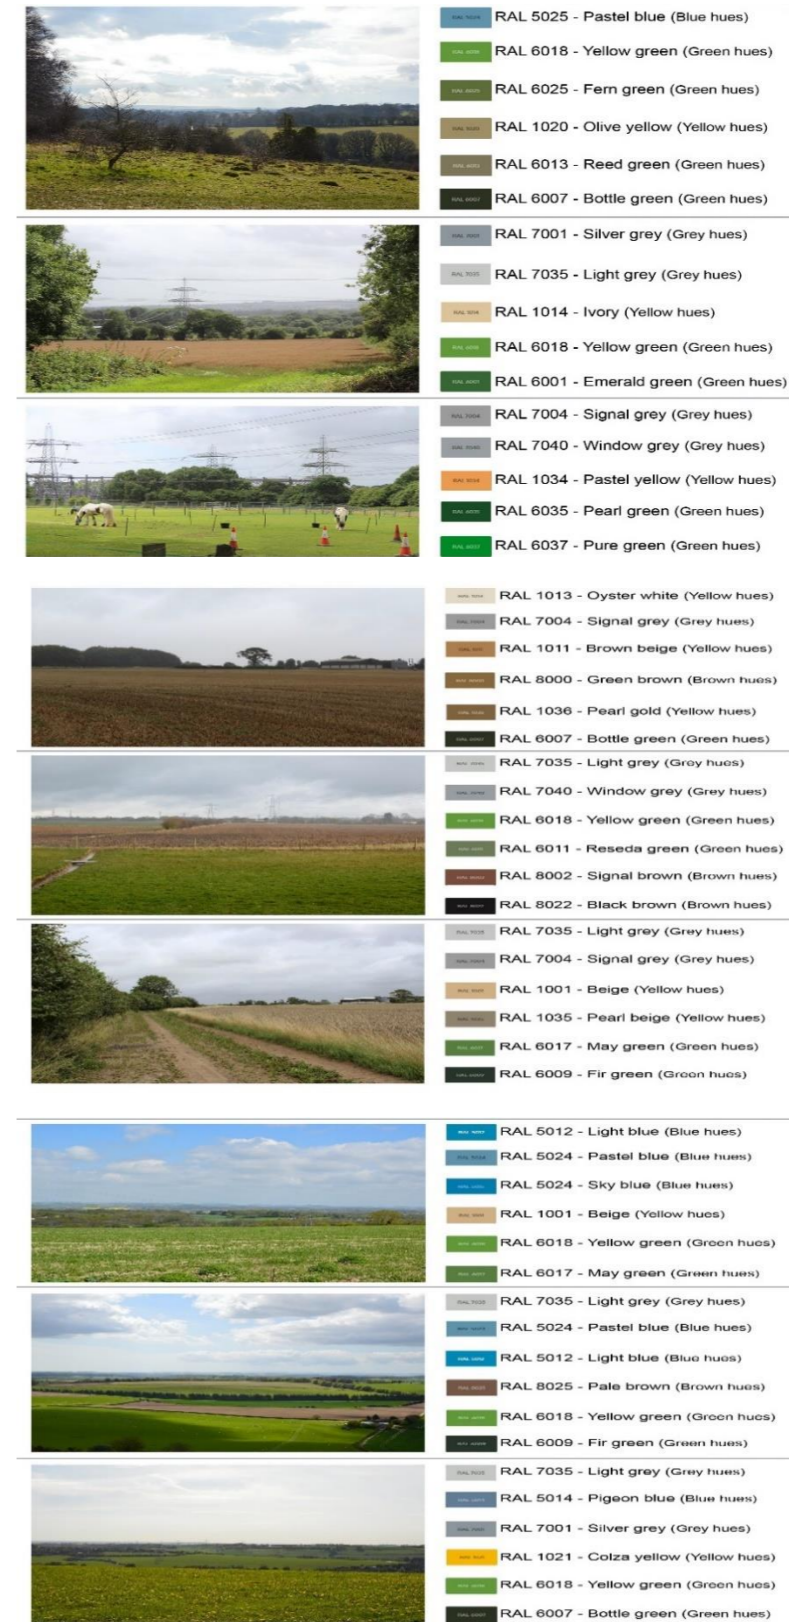 RAL 5025 - Pastel blue (Blue hues)
RAL 6018 - Yellow green (Green hues)
RAL 6025 - Fern green (Green hues)
RAL 1020 - Olive yellow (Yellow hues)
RAL 6013 - Reed green (Green hues)
RAL 6007 - Bottle green (Green hues)
RAL 7001 - Silver grey (Grey hues)
RAL 7035 - Light grey (Grey hues)
RAL 1014 - Ivory (Yellow hues)
RAL 6018 - Yellow green (Green hues)
RAL 6001 - Emerald green (Green hues)
RAL 7004 - Signal grey (Grey hues)
RAL 7040 - Window grey (Grey hues)
RAL 1034 - Pastel yellow (Yellow hues)
RAL 6035 - Pearl green (Green hues)
RAL 6037 - Pure green (Green hues)
RAL 1013 - Oyster white (Yellow hues)
RAL 7004 - Signal grey (Grey hues)
RAL 1011 - Brown beige (Yellow hues)
RAL 8000 - Green brown (Brown hues)
RAL 1036 - Pearl gold (Yellow hues)
RAL 6007 - Bottle green (Green hues)
RAL 7035 - Light grey (Grey hues)
RAL 7040 - Window grey (Grey hues)
RAL 6018 - Yellow green (Green hues)
RAL 6011 - Reseda green (Green hues)
RAL 8002 - Signal brown (Brown hues)
RAL 8022 - Black brown (Brown hues)
RAL 7035 - Light grey (Grey hues)
RAL 7004 - Signal grey (Grey hues)
RAL 1001 - Beige (Yellow hues)
RAL 1035 - Pearl beige (Yellow hues)
RAL 6017 - May green (Green hues)
RAL 6009 - Fir green (Green hues)
RAL 5012 - Light blue (Blue hues)
RAL 5024 - Pastel blue (Blue hues)
RAL 5024 - Sky blue (Blue hues)
RAL 1001 - Beige (Yellow hues)
RAL 6018 - Yellow green (Green hues)
RAL 6017 - May green (Green hues)
RAL 7035 - Light grey (Grey hues)
RAL 5024 - Pastel blue (Blue hues)
RAL 5012 - Light blue (Blue hues)
RAL 8025 - Pale brown (Brown hues)
RAL 6018 - Yellow green (Green hues)
RAL 6009 - Fir green (Green hues)
RAL 7035 - Light grey (Grey hues)
RAL 5014 - Pigeon blue (Blue hues)
RAL 7001 - Silver grey (Grey hues)
RAL 1021 - Colza yellow (Yellow hues)
RAL 6018 - Yellow green (Green hues)
RAL 6007 - Bottle green (Green hues)